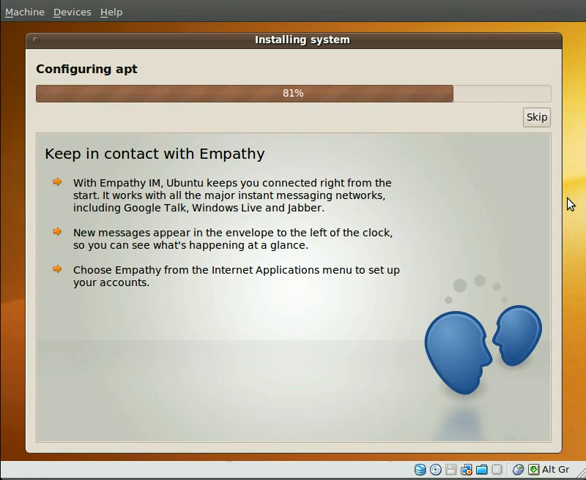 Machine Devices Help
Installing system
Configuring apt
81%
Skip
Keep in contact with Empathy
With Empathy IM, Ubuntu keeps you connected right from the
start. It works with all the major instant messaging networks,
including Google Talk, Windows Live and Jabber.
New messages appear in the envelope to the left of the clock,
so you can see what's happening at a glance.
Choose Empathy from the Internet Applications menu to set up
your accounts.
Alt Gr